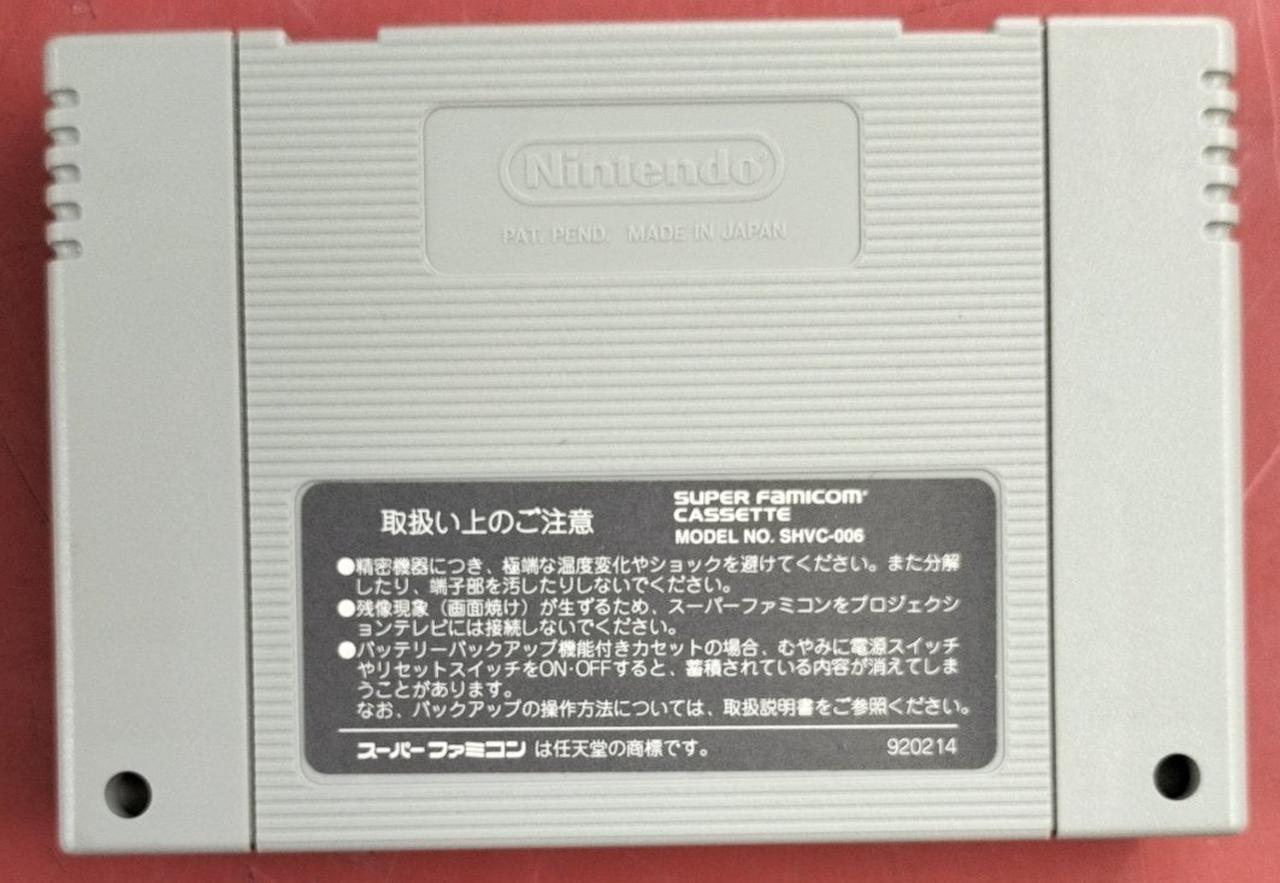 Nintendo®
PAT. PEND. MADE IN JAPAN
取扱い上のご注意
SUPER FAMICOM®
CASSETTE
MODEL NO. SHVC-006
●精密機器につき、極端な温度変化やショックを避けてください。また分解
したり、端子部を汚したりしないでください。
●残像現象（画面焼け）が生ずるため、スーパーファミコンをプロジェクシ
ョンテレビには接続しないでください。
●バッテリーバックアップ機能付きカセットの場合、むやみに電源スイッチ
やリセットスイッチをON·OFFすると、蓄積されている内容が消えてしま
うことがあります。
なお、バックアップの操作方法については、取扱説明書をご参照ください。
スーパーファミコン は任天堂の商標です。
920214